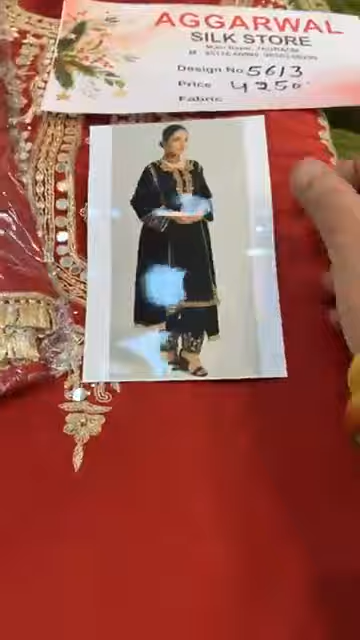 AGGARWAL
SILK STORE
Design No 5613
Price 4250
Fabric